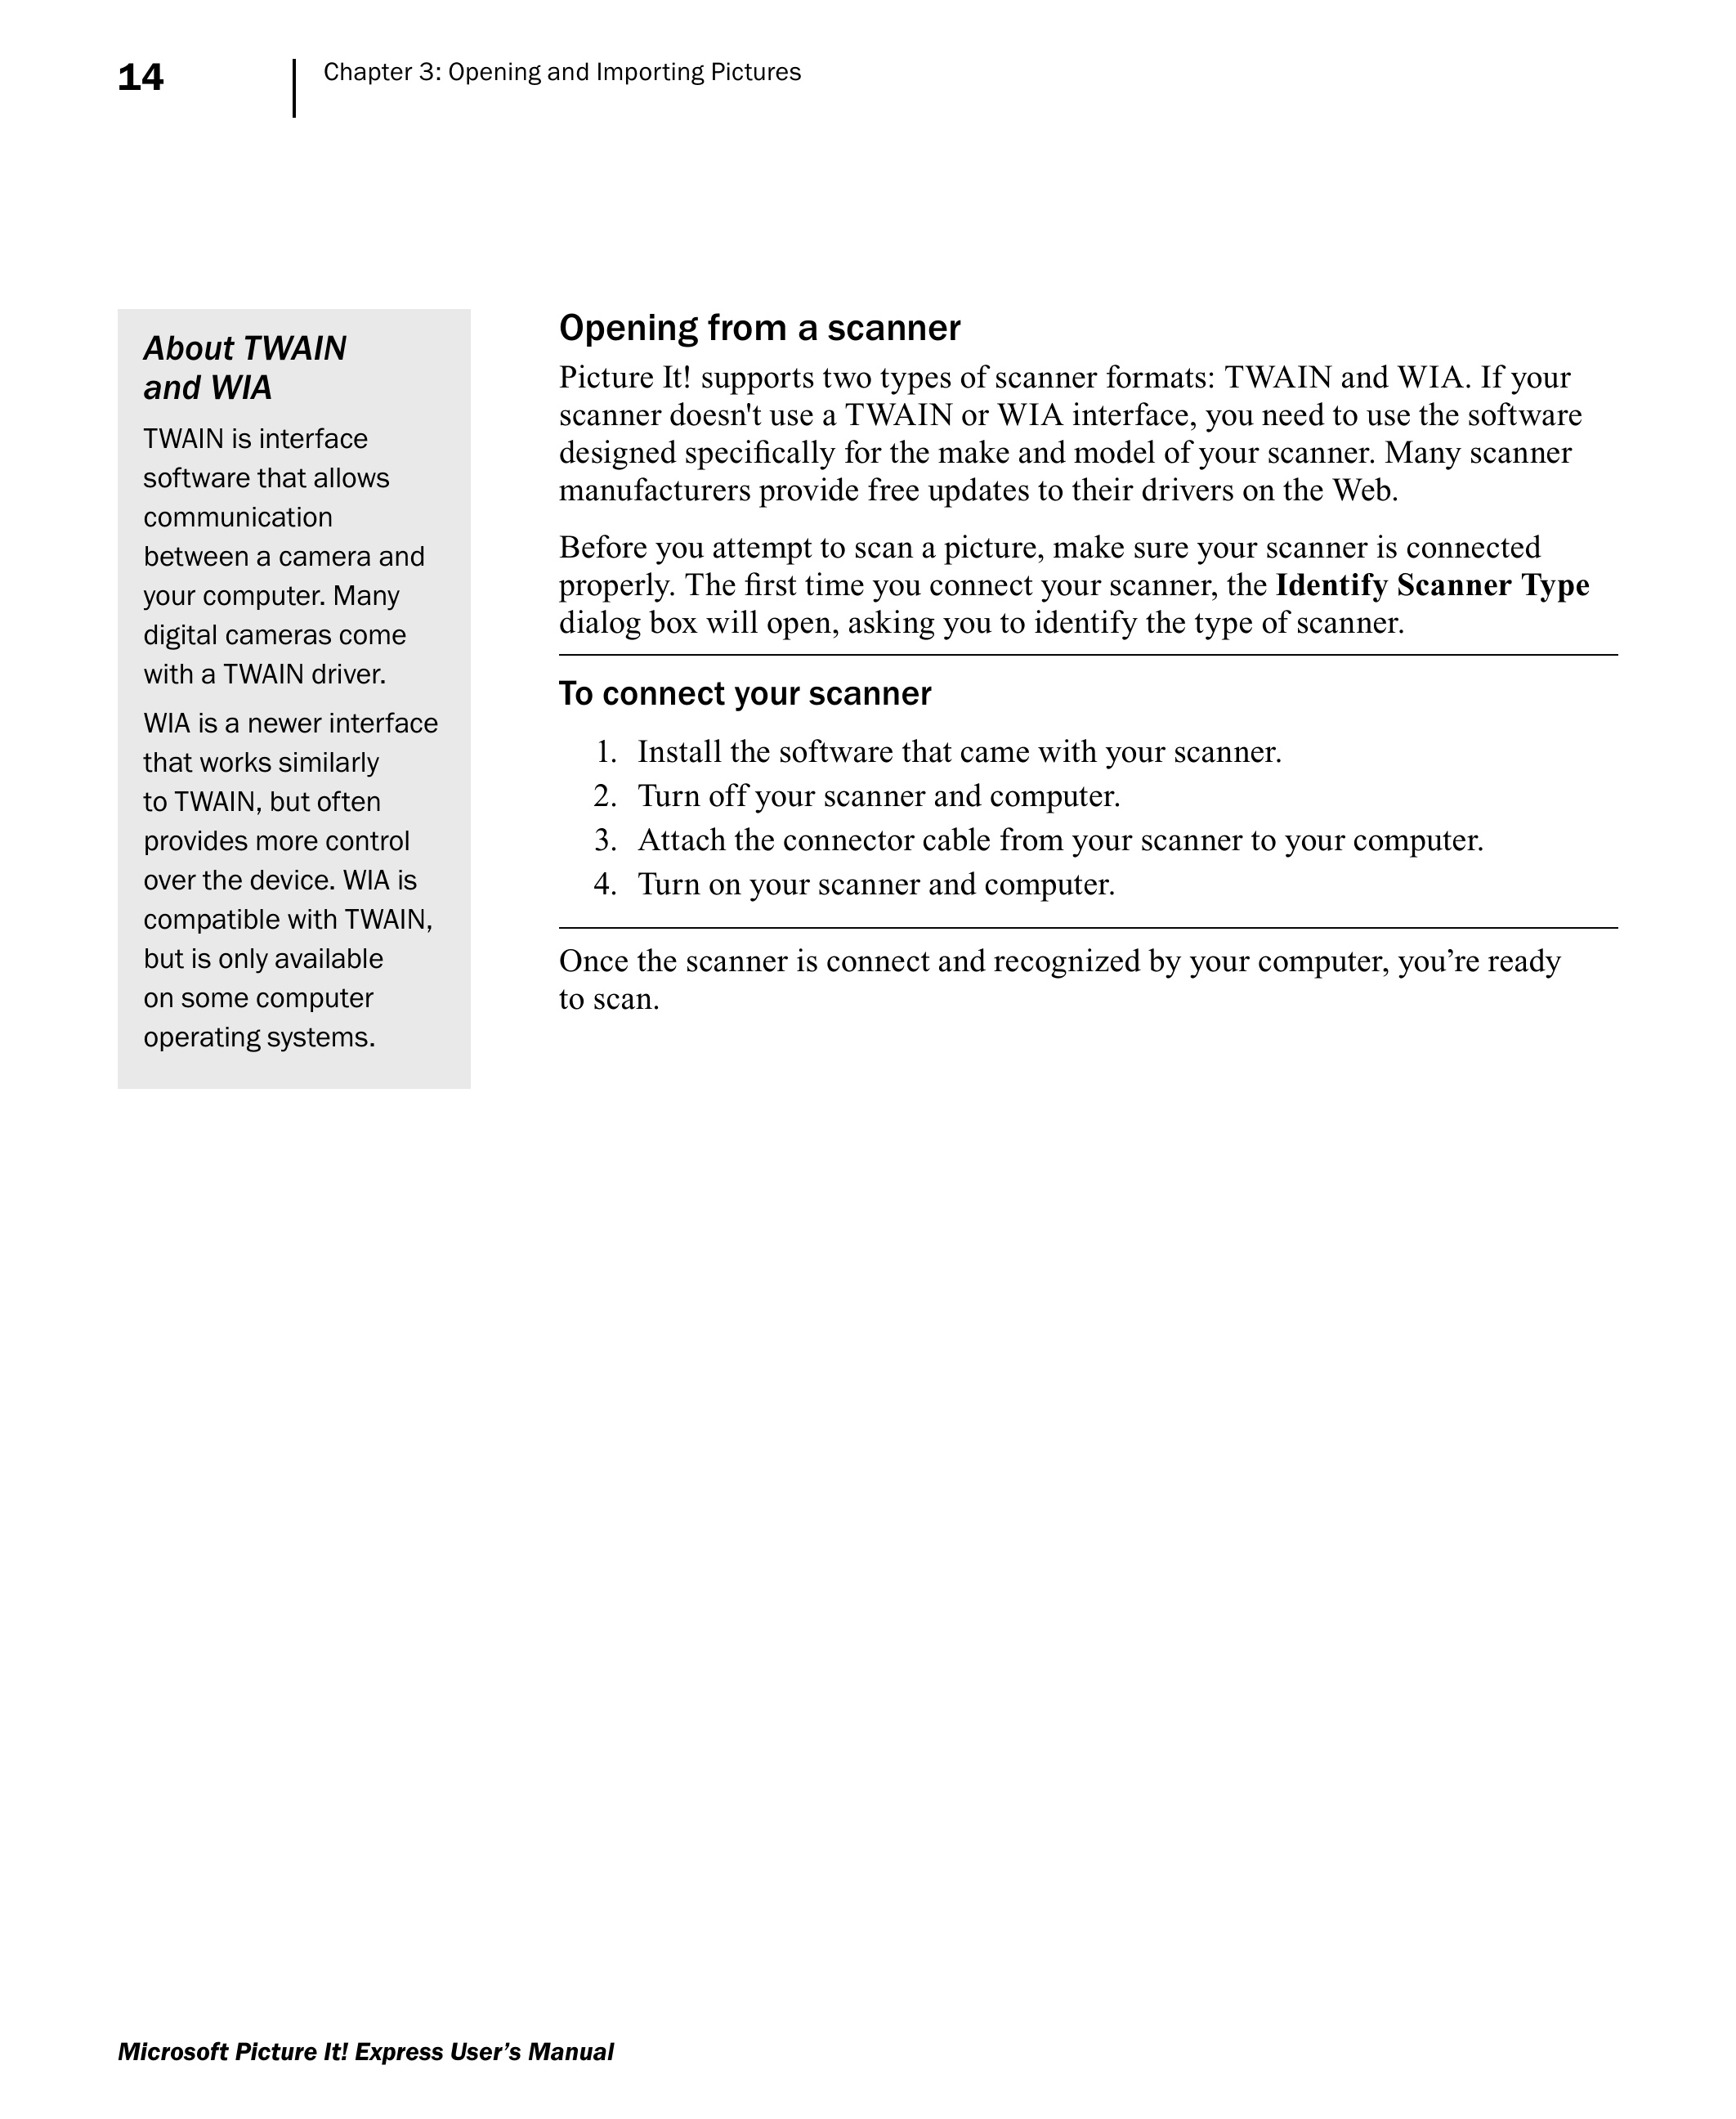 14
Chapter 3: Opening and Importing Pictures
About TWAIN
and WIA
TWAIN is interface
software that allows
communication
between a camera and
your computer. Many
digital cameras come
with a TWAIN driver.
WIA is a newer interface
that works similarly
to TWAIN, but often
provides more control
over the device. WIA is
compatible with TWAIN,
but is only available
on some computer
operating systems.
Opening from a scanner
Picture It! supports two types of scanner formats: TWAIN and WIA. If your
scanner doesn't use a TWAIN or WIA interface, you need to use the software
designed specifically for the make and model of your scanner. Many scanner
manufacturers provide free updates to their drivers on the Web.
Before you attempt to scan a picture, make sure your scanner is connected
properly. The first time you connect your scanner, the Identify Scanner Type
dialog box will open, asking you to identify the type of scanner.
To connect your scanner
1. Install the software that came with your scanner.
2. Turn off your scanner and computer.
3. Attach the connector cable from your scanner to your computer.
4. Turn on your scanner and computer.
Once the scanner is connect and recognized by your computer, you’re ready
to scan.
Microsoft Picture It! Express User’s Manual